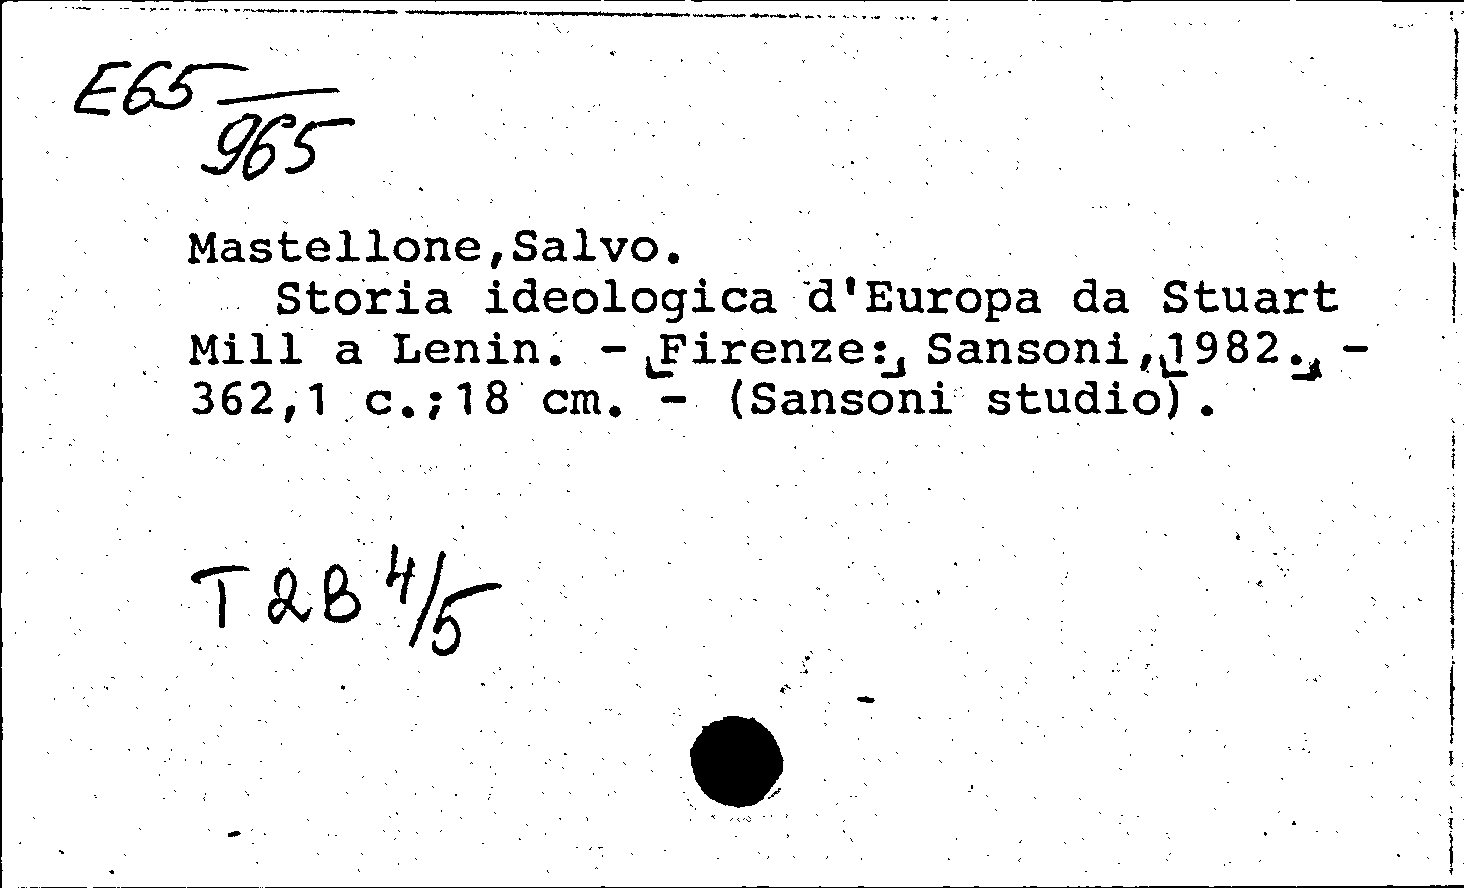 E65
965
Mastellone,Salvo.
Storia ideologica d'Europa da Stuart
Mill a Lenin. - Firenze: Sansoni, 1982. -
362,1 c.;18 cm. - (Sansoni studio).
T2B 4/5